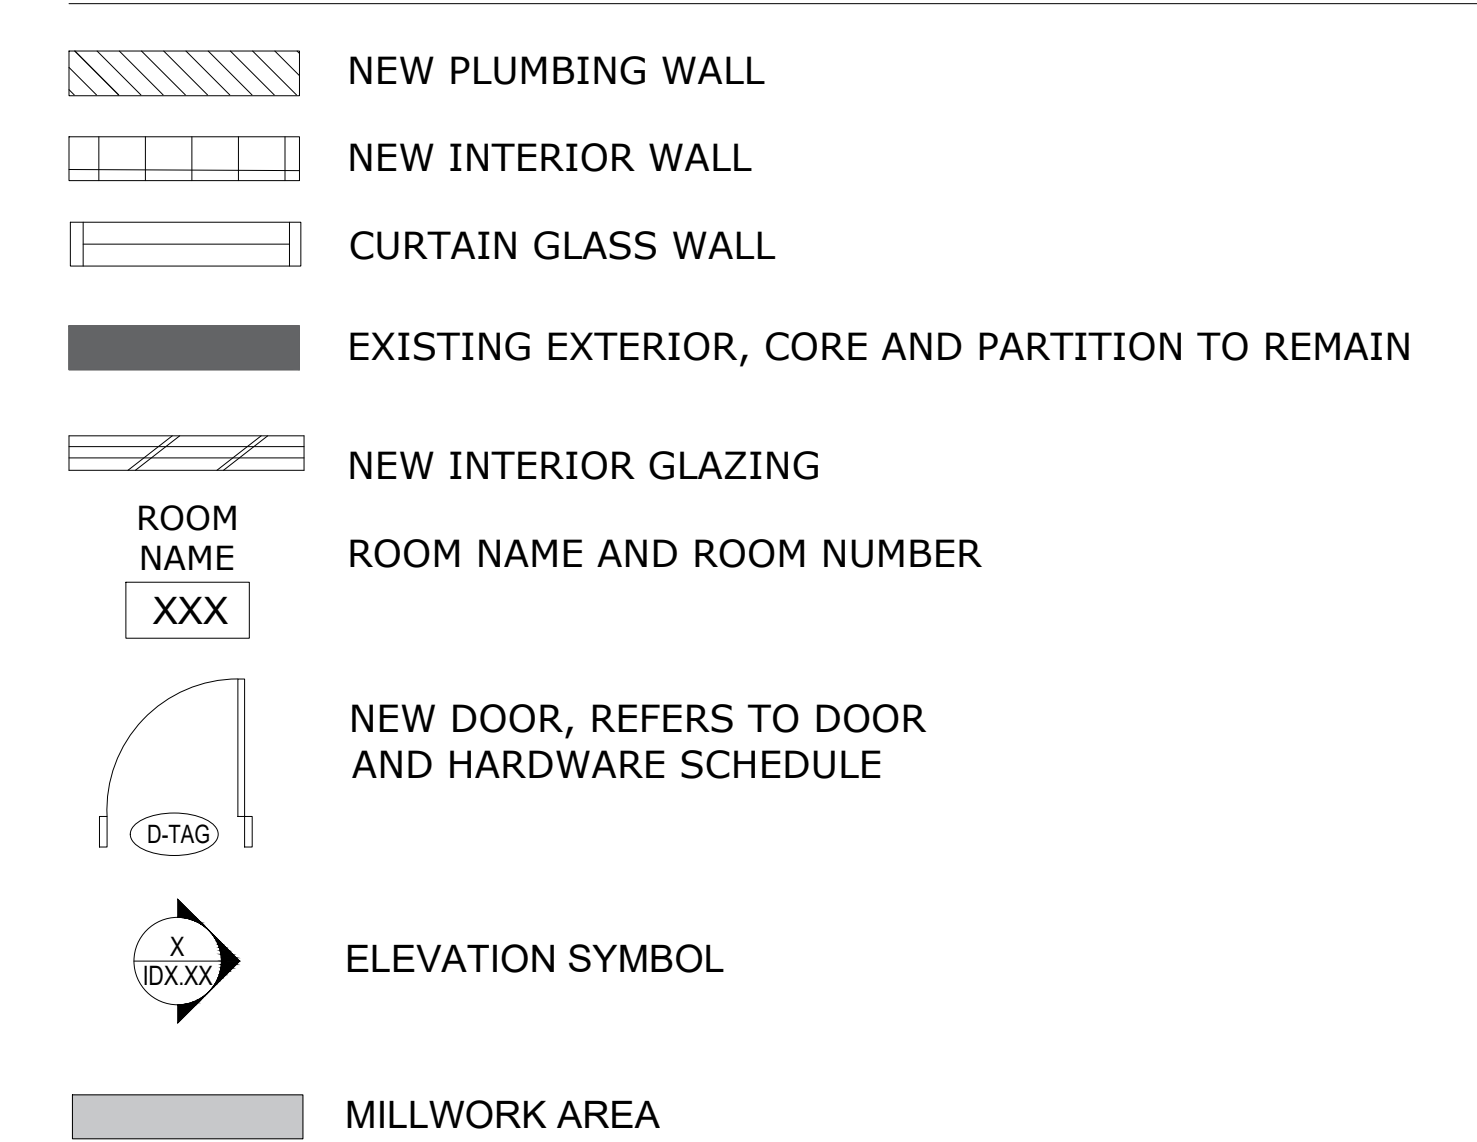 NEW PLUMBING WALL
NEW INTERIOR WALL
CURTAIN GLASS WALL
EXISTING EXTERIOR, CORE AND PARTITION TO REMAIN
NEW INTERIOR GLAZING
ROOM
NAME
XXX
ROOM NAME AND ROOM NUMBER
NEW DOOR, REFERS TO DOOR
AND HARDWARE SCHEDULE
D-TAG
X
IDX.XX
ELEVATION SYMBOL
MILLWORK AREA